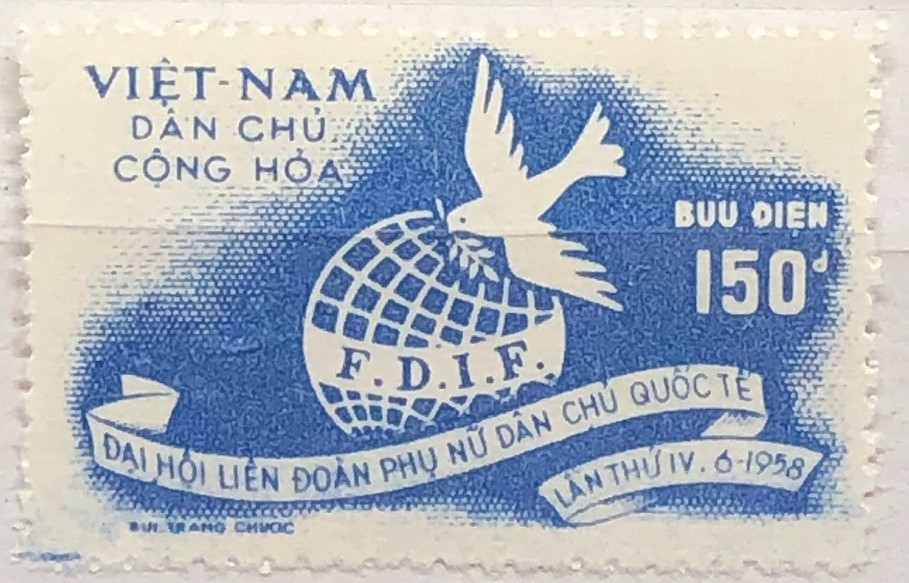 VIỆT-NAM
DÂN CHỦ
CỘNG HÒA
BƯU ĐIỆN
150đ
F.D.I.F.
ĐẠI HỘI LIÊN ĐOÀN PHỤ NỮ DÂN CHỦ QUỐC TẾ
LẦN THỨ IV. 6-1958
BÙI TRANG CHƯỚC